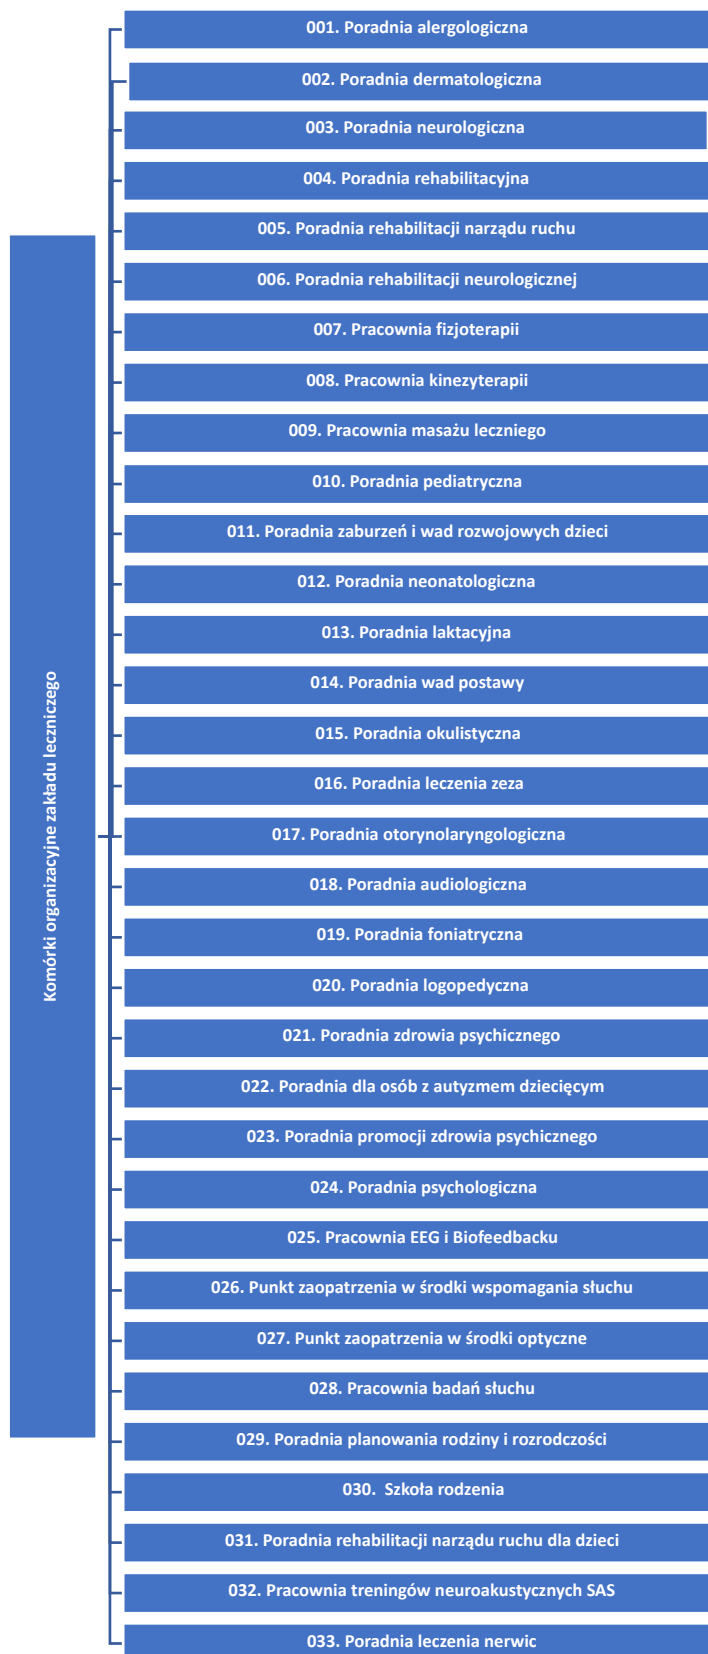 001. Poradnia alergologiczna
002. Poradnia dermatologiczna
003. Poradnia neurologiczna
004. Poradnia rehabilitacyjna
005. Poradnia rehabilitacji narządu ruchu
006. Poradnia rehabilitacji neurologicznej
007. Pracownia fizjoterapii
008. Pracownia kinezyterapii
009. Pracownia masażu leczniego
010. Poradnia pediatryczna
011. Poradnia zaburzeń i wad rozwojowych dzieci
012. Poradnia neonatologiczna
013. Poradnia laktacyjna
014. Poradnia wad postawy
015. Poradnia okulistyczna
016. Poradnia leczenia zeza
017. Poradnia otorynolaryngologiczna
018. Poradnia audiologiczna
019. Poradnia foniatryczna
020. Poradnia logopedyczna
021. Poradnia zdrowia psychicznego
022. Poradnia dla osób z autyzmem dziecięcym
023. Poradnia promocji zdrowia psychicznego
024. Poradnia psychologiczna
025. Pracownia EEG i Biofeedbacku
026. Punkt zaopatrzenia w środki wspomagania słuchu
027. Punkt zaopatrzenia w środki optyczne
028. Pracownia badań słuchu
029. Poradnia planowania rodziny i rozrodczości
030. Szkoła rodzenia
031. Poradnia rehabilitacji narządu ruchu dla dzieci
032. Pracownia treningów neuroakustycznych SAS
033. Poradnia leczenia nerwic
Komórki organizacyjne zakładu leczniczego